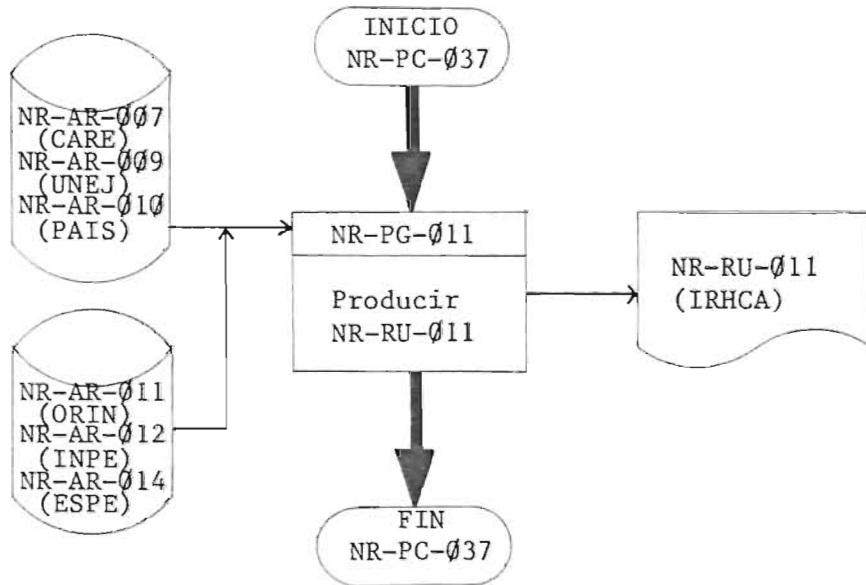 INICIO
NR-PC-Ø37
NR-AR-ØØ7
(CARE)
NR-AR-ØØ9
(UNEJ)
NR-AR-Ø1Ø
(PAIS)
NR-PG-Ø11
Producir
NR-RU-Ø11
NR-RU-Ø11
(IRHCA)
NR-AR-Ø11
(ORIN)
NR-AR-Ø12
(INPE)
NR-AR-Ø14
(ESPE)
FIN
NR-PC-Ø37